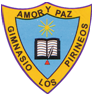 AMOR Y PAZ
GIMNASIO LOS PIRINEOS